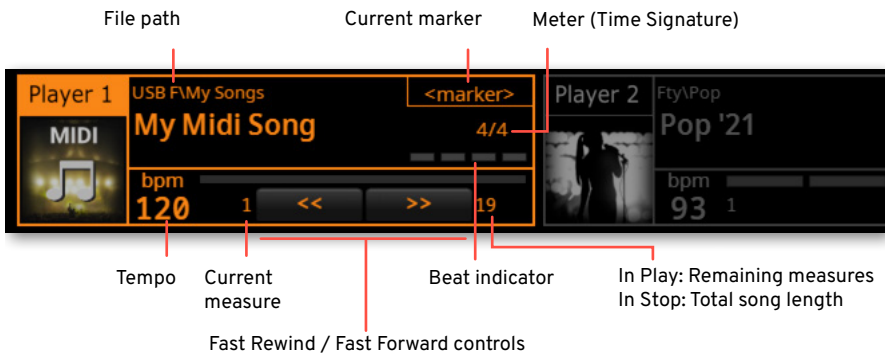 File path
Current marker
Meter (Time Signature)
Player 1
USB F\My Songs
<marker>
MIDI
My Midi Song
4/4
bpm
120
1
<<
>>
19
Player 2
Fty\Pop
Pop '21
bpm
93
1
Tempo
Current
measure
Beat indicator
In Play: Remaining measures
In Stop: Total song length
Fast Rewind / Fast Forward controls